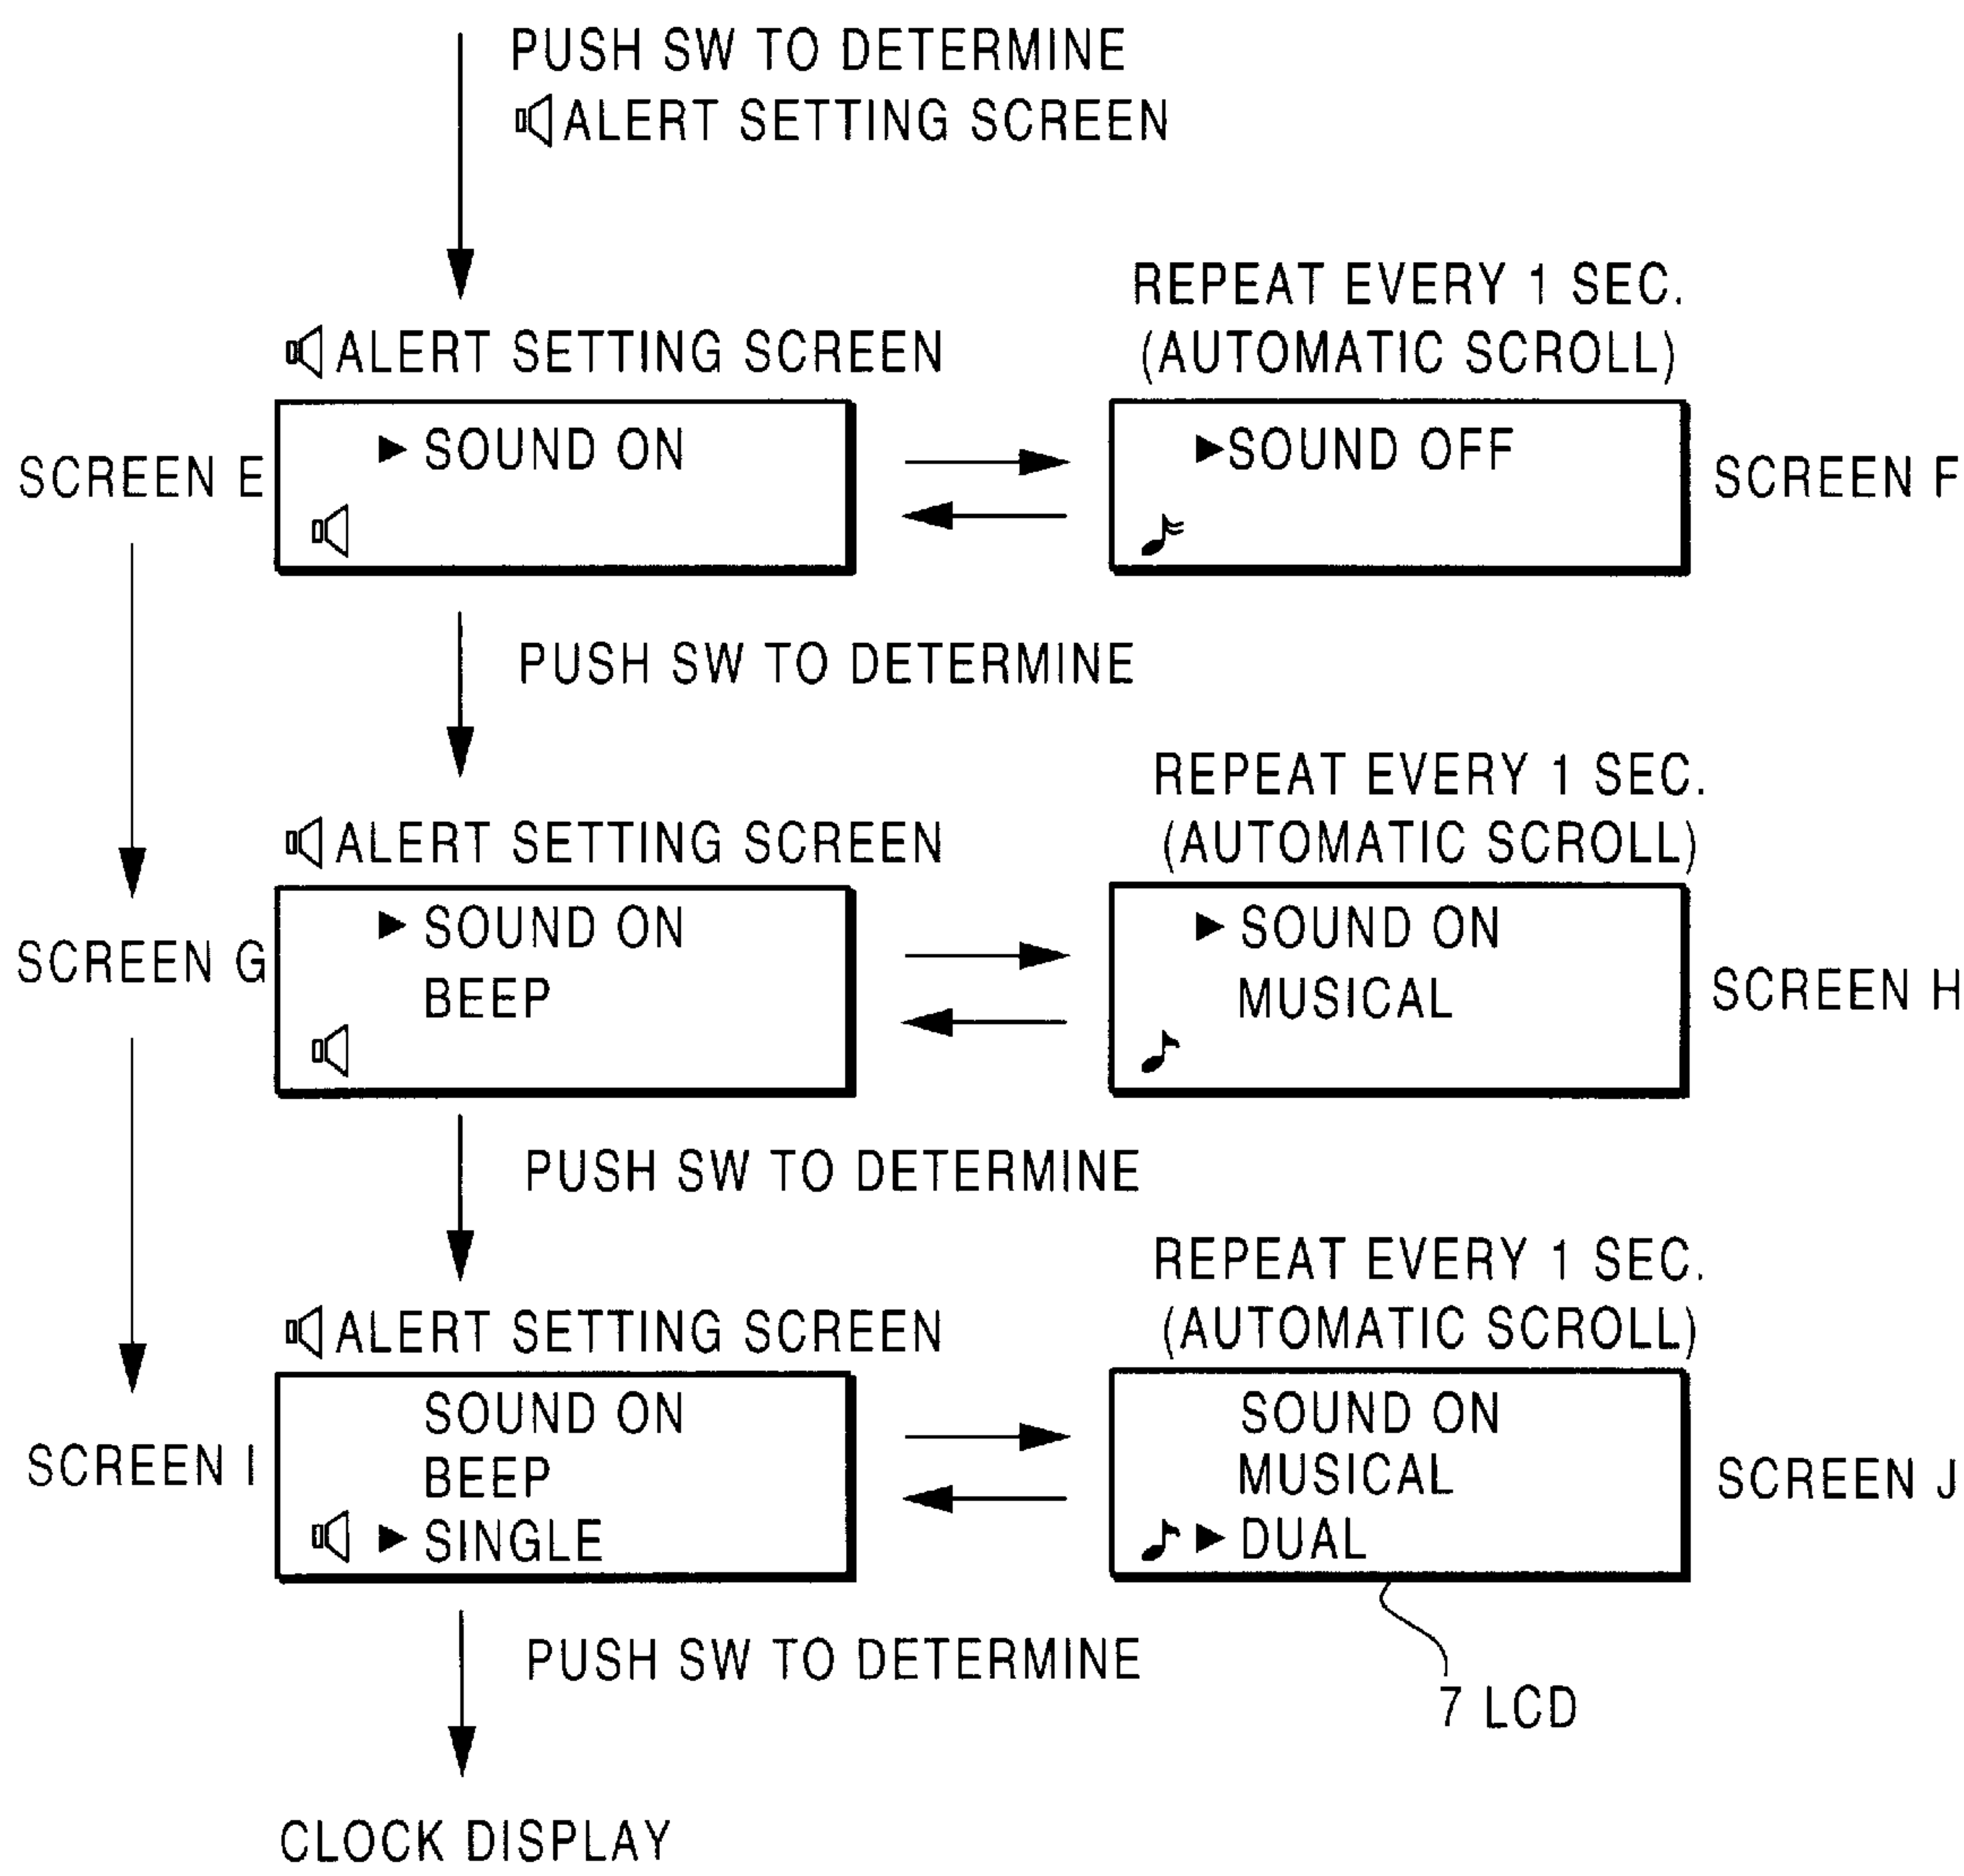 PUSH SW TO DETERMINE
ALERT SETTING SCREEN
REPEAT EVERY 1 SEC.
(AUTOMATIC SCROLL)
ALERT SETTING SCREEN
SCREEN E
SOUND ON
SOUND OFF
SCREEN F
PUSH SW TO DETERMINE
REPEAT EVERY 1 SEC.
(AUTOMATIC SCROLL)
ALERT SETTING SCREEN
SCREEN G
SOUND ON
BEEP
SOUND ON
MUSICAL
SCREEN H
PUSH SW TO DETERMINE
REPEAT EVERY 1 SEC.
(AUTOMATIC SCROLL)
ALERT SETTING SCREEN
SCREEN I
SOUND ON
BEEP
SINGLE
SOUND ON
MUSICAL
DUAL
SCREEN J
PUSH SW TO DETERMINE
7 LCD
CLOCK DISPLAY